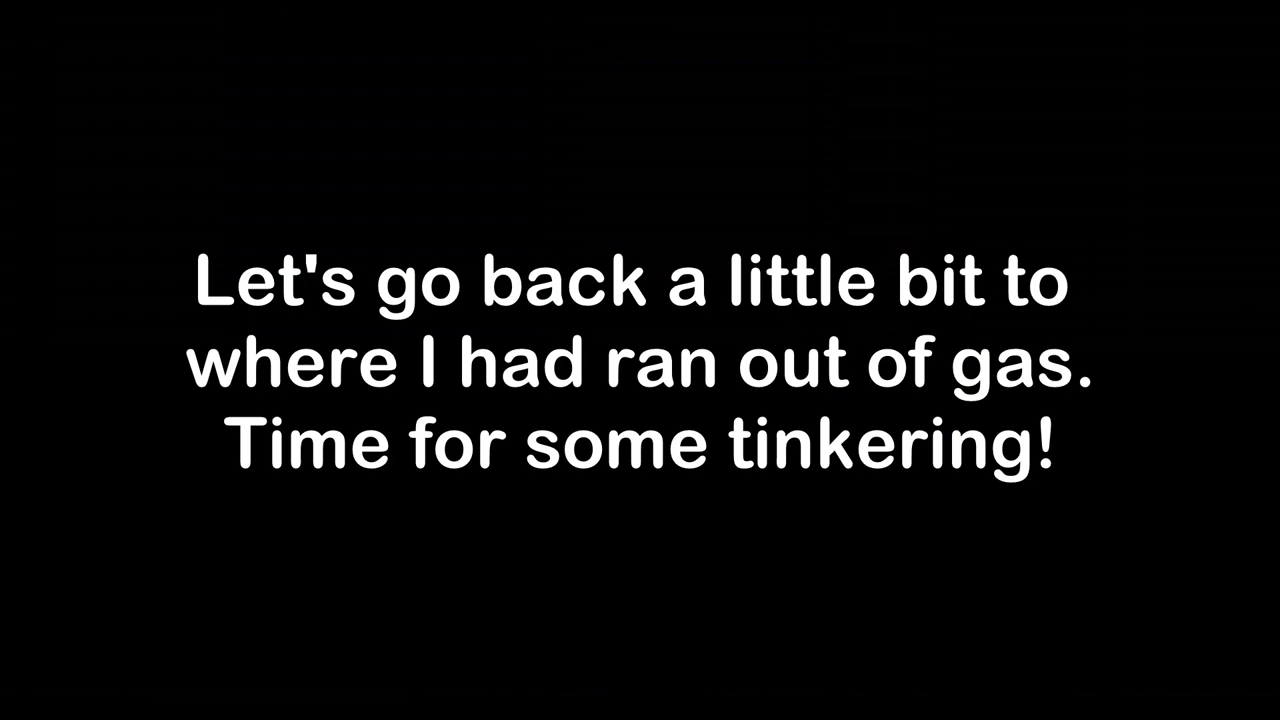 Let's go back a little bit to
where I had ran out of gas.
Time for some tinkering!